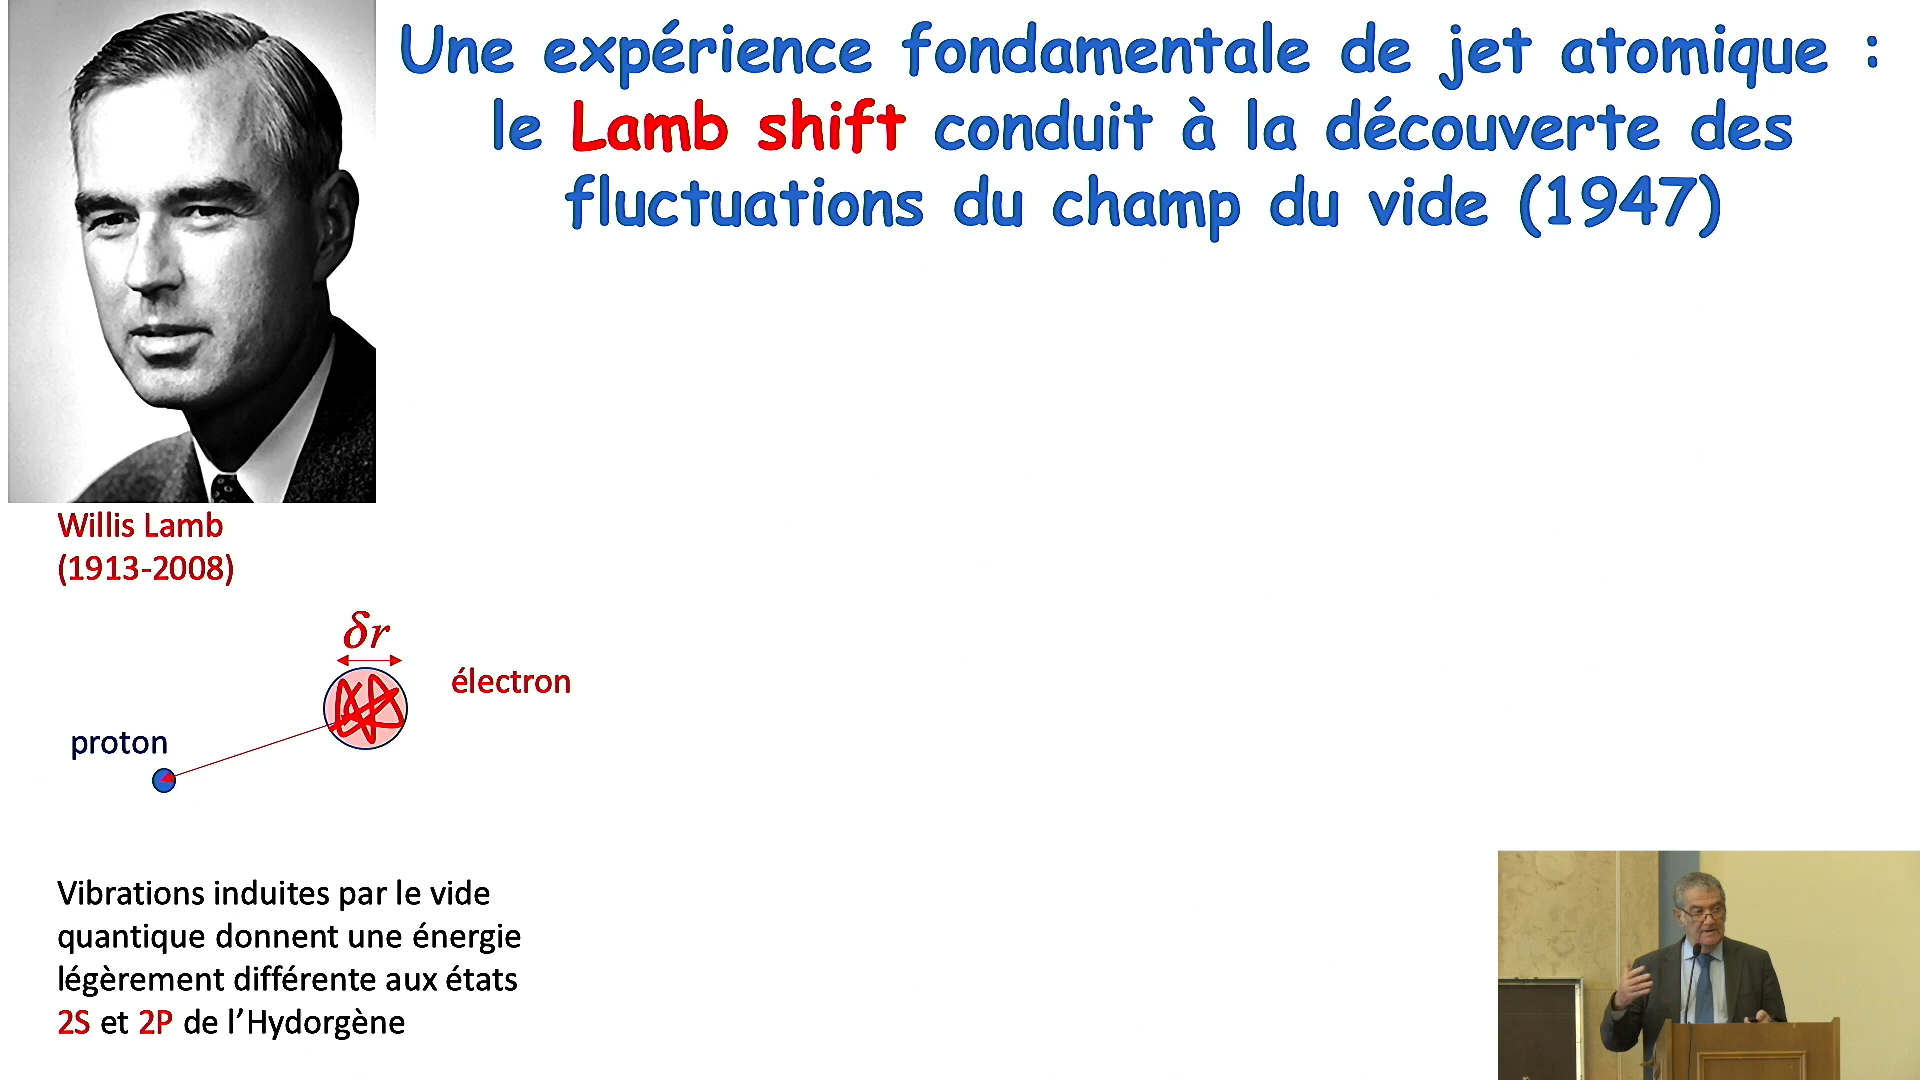 Une expérience fondamentale de jet atomique :
le Lamb shift conduit à la découverte des
fluctuations du champ du vide (1947)
Willis Lamb
(1913-2008)
δr
électron
proton
Vibrations induites par le vide
quantique donnent une énergie
légèrement différente aux états
2S et 2P de l’Hydorgène